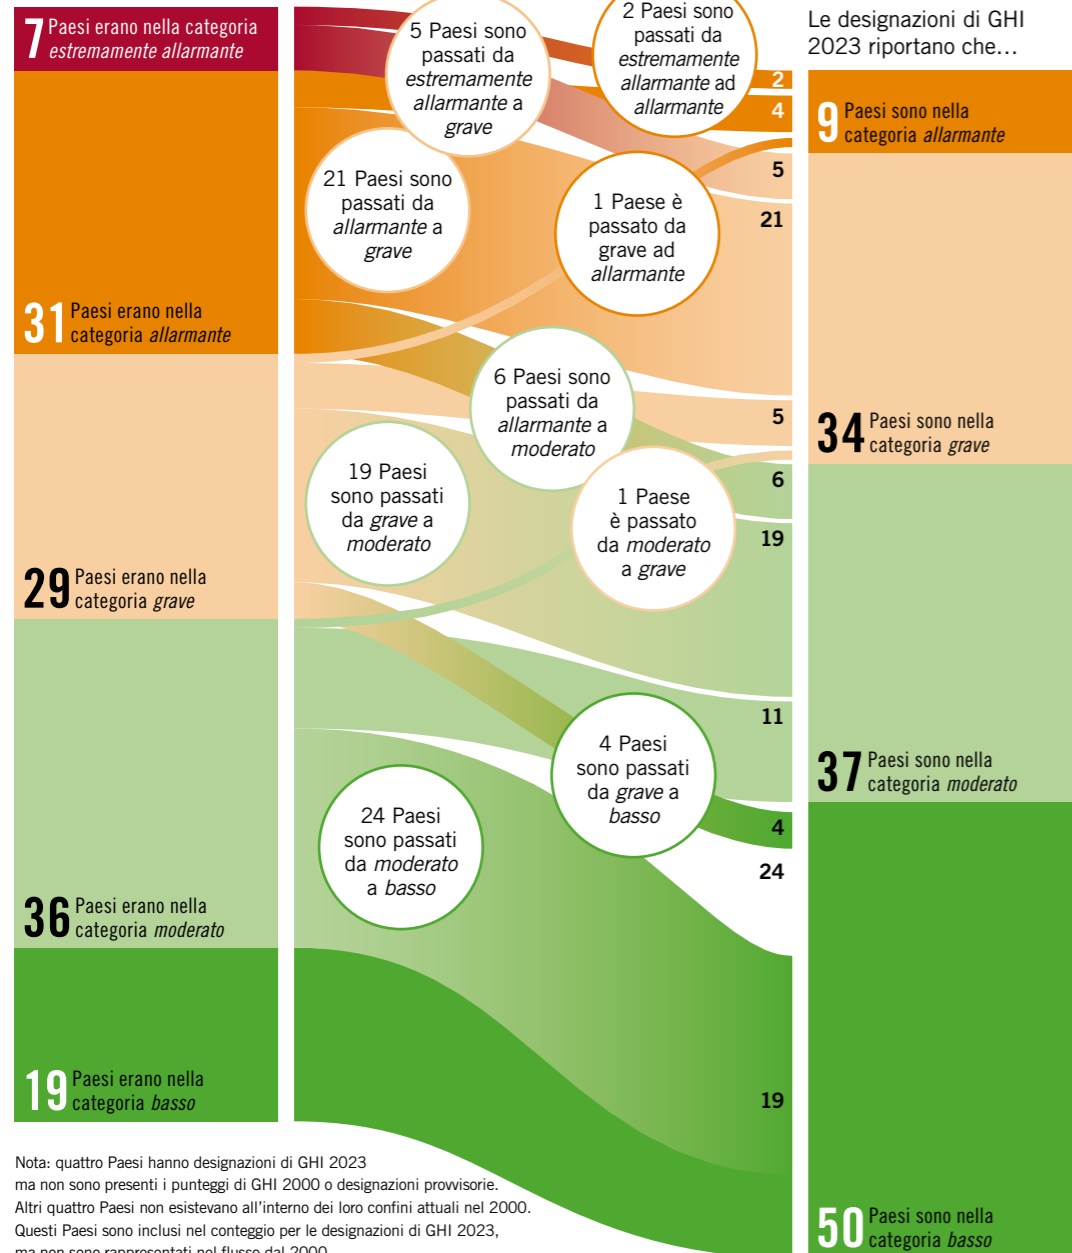 7 Paesi erano nella categoria
estremamente allarmante
31 Paesi erano nella
categoria allarmante
29 Paesi erano nella
categoria grave
36 Paesi erano nella
categoria moderato
19 Paesi erano nella
categoria basso
5 Paesi sono
passati da
estremamente
allarmante a
grave
2 Paesi sono
passati da
estremamente
allarmante ad
allarmante
21 Paesi sono
passati da
allarmante a
grave
1 Paese è
passato da
grave ad
allarmante
6 Paesi sono
passati da
allarmante a
moderato
19 Paesi
sono passati
da grave a
moderato
1 Paese
è passato
da moderato
a grave
4 Paesi
sono passati
da grave a
basso
24 Paesi
sono passati
da moderato
a basso
2
4
5
21
5
6
19
11
4
24
19
Le designazioni di GHI
2023 riportano che...
9 Paesi sono nella
categoria allarmante
34 Paesi sono nella
categoria grave
37 Paesi sono nella
categoria moderato
50 Paesi sono nella
categoria basso
Nota: quattro Paesi hanno designazioni di GHI 2023
ma non sono presenti i punteggi di GHI 2000 o designazioni provvisorie.
Altri quattro Paesi non esistevano all'interno dei loro confini attuali nel 2000.
Questi Paesi sono inclusi nel conteggio per le designazioni di GHI 2023,
ma non sono rappresentati nel flusso dal 2000